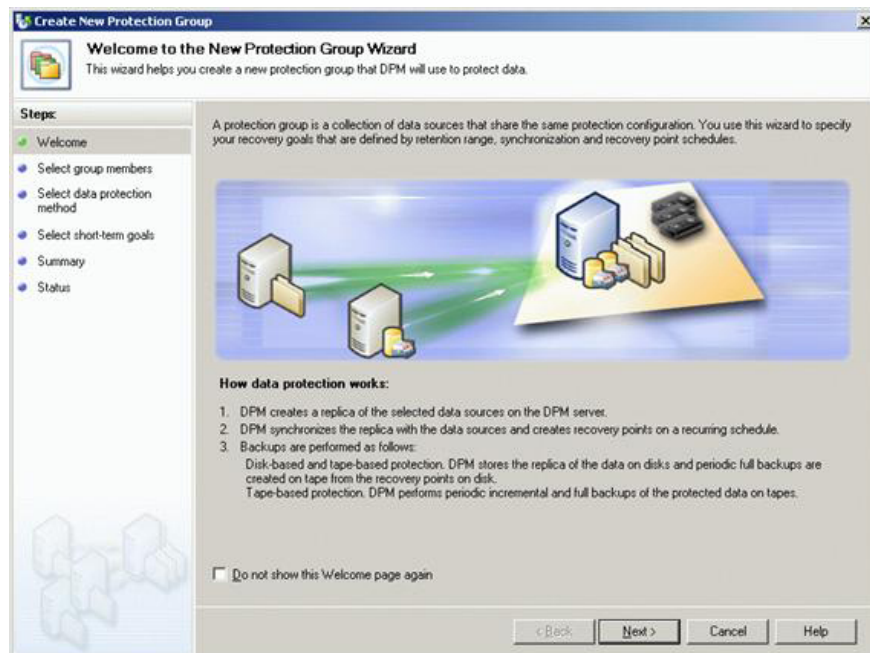 Create New Protection Group
Welcome to the New Protection Group Wizard
This wizard helps you create a new protection group that DPM will use to protect data.
Steps:
Welcome
Select group members
Select data protection
method
Select short-term goals
Summary
Status
A protection group is a collection of data sources that share the same protection configuration. You use this wizard to specify
your recovery goals that are defined by retention range, synchronization and recovery point schedules.
How data protection works:
1. DPM creates a replica of the selected data sources on the DPM server.
2. DPM synchronizes the replica with the data sources and creates recovery points on a recurring schedule.
3. Backups are performed as follows:
Disk-based and tape-based protection. DPM stores the replica of the data on disks and periodic full backups are
created on tape from the recovery points on disk.
Tape-based protection. DPM performs periodic incremental and full backups of the protected data on tapes.
Do not show this Welcome page again
< Back Next > Cancel Help